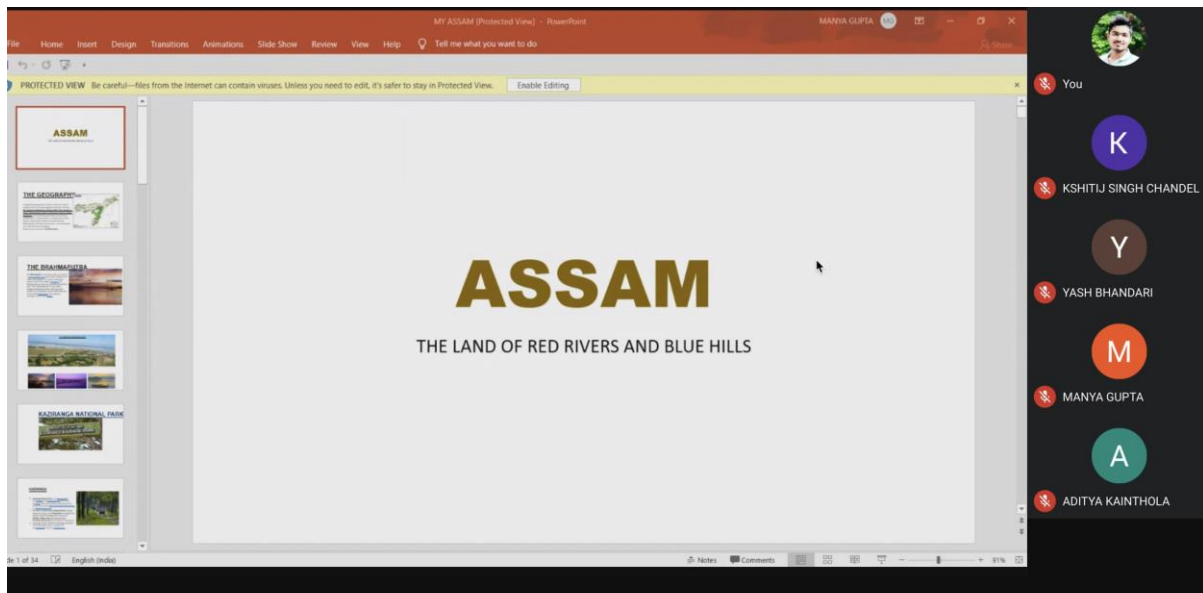 MY ASSAM (Protected View) - PowerPoint
MANYA GUPTA MG
File Home Insert Design Transitions Animations Slide Show Review View Help Tell me what you want to do Share
PROTECTED VIEW Be careful—files from the Internet can contain viruses. Unless you need to edit, it's safer to stay in Protected View. Enable Editing
ASSAM
THE GEOGRAPHY
THE BRAHMAPUTRA
KAZIRANGA NATIONAL PARK
ASSAM
THE LAND OF RED RIVERS AND BLUE HILLS
de 1 of 34 English (India)
Notes Comments 91%
You
K
KSHITIJ SINGH CHANDEL
Y
YASH BHANDARI
M
MANYA GUPTA
A
ADITYA KAINTHOLA